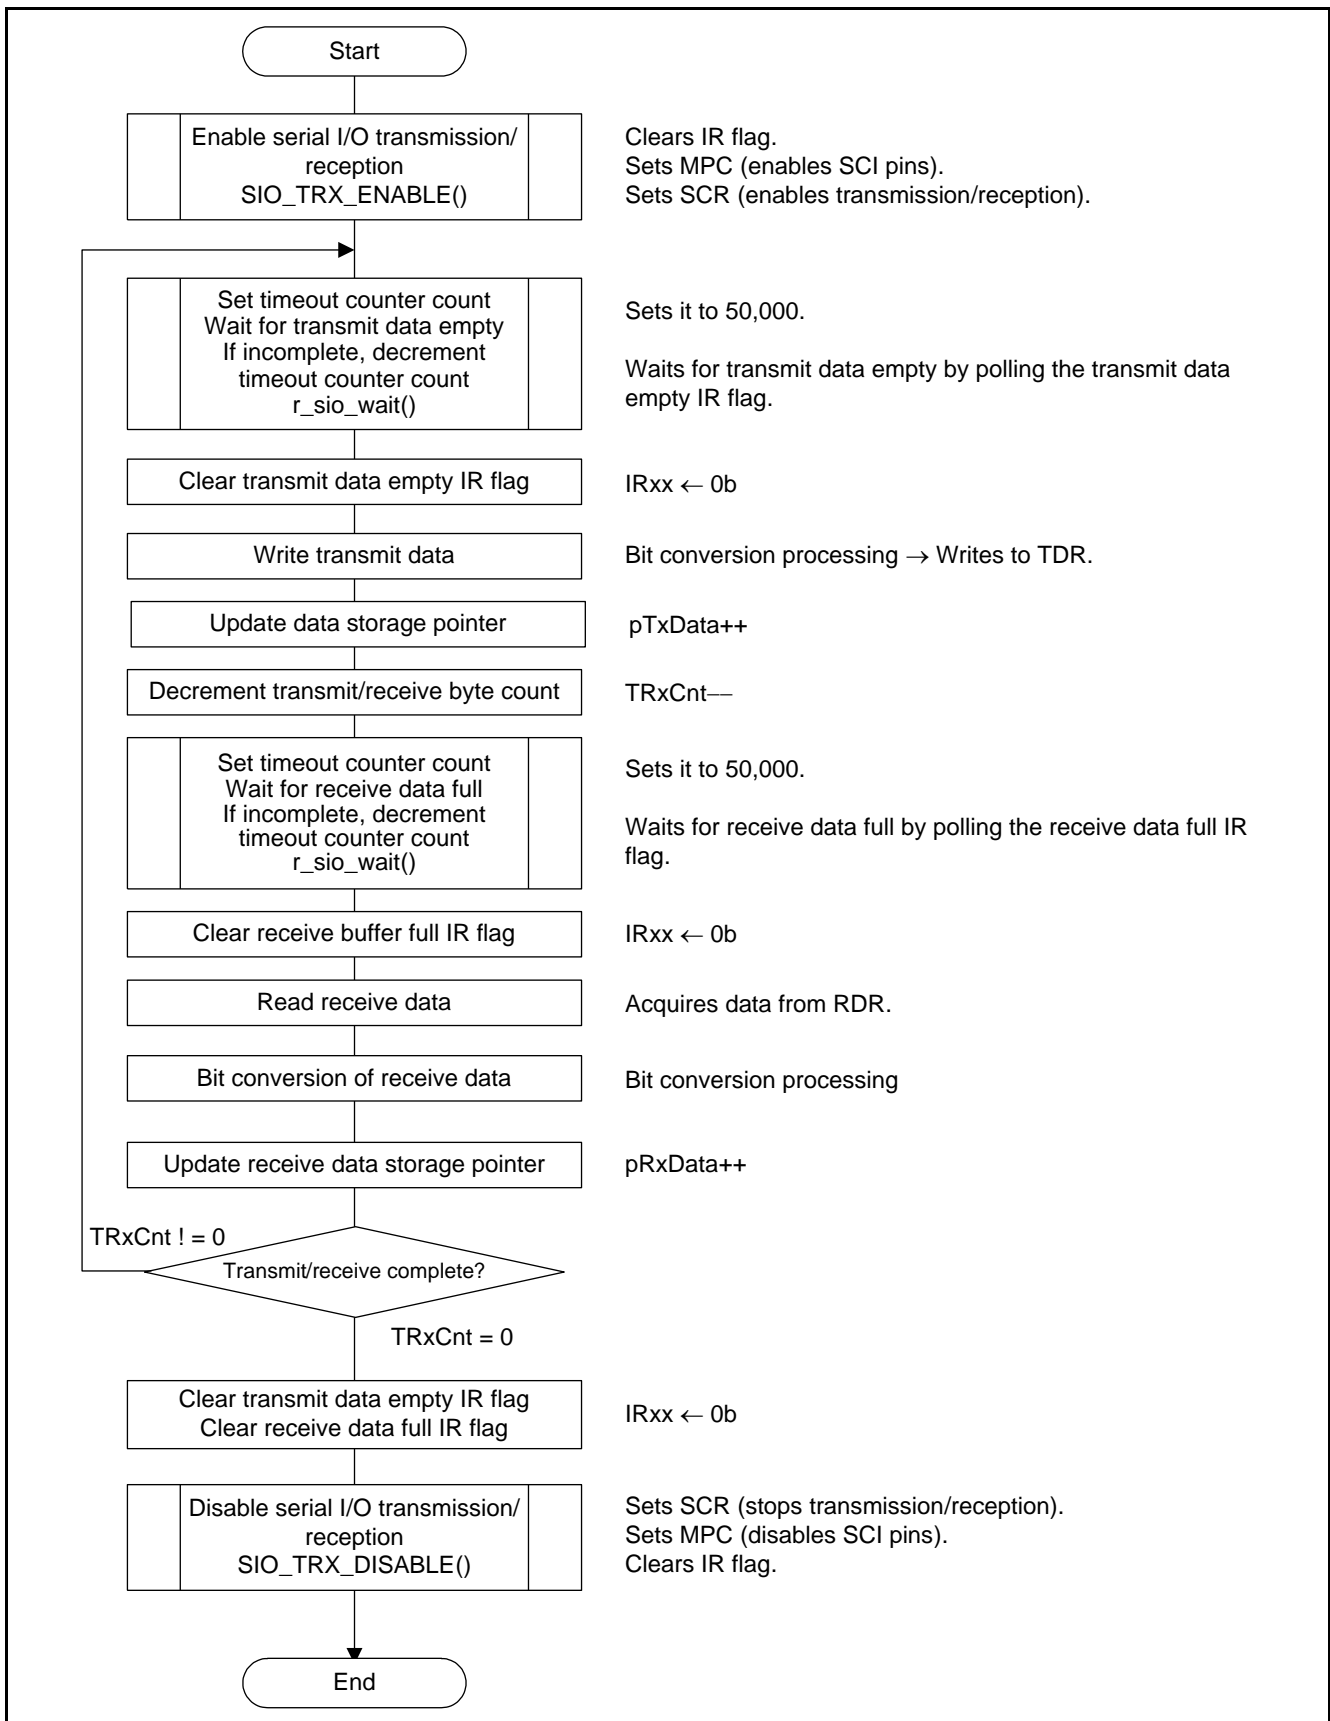 Start
Enable serial I/O transmission/
reception
SIO_TRX_ENABLE()
Clears IR flag.
Sets MPC (enables SCI pins).
Sets SCR (enables transmission/reception).
Set timeout counter count
Wait for transmit data empty
If incomplete, decrement
timeout counter count
r_sio_wait()
Sets it to 50,000.
Waits for transmit data empty by polling the transmit data
empty IR flag.
Clear transmit data empty IR flag
IRxx ← 0b
Write transmit data
Bit conversion processing → Writes to TDR.
Update data storage pointer
pTxData++
Decrement transmit/receive byte count
TRxCnt−−
Set timeout counter count
Wait for receive data full
If incomplete, decrement
timeout counter count
r_sio_wait()
Sets it to 50,000.
Waits for receive data full by polling the receive data full IR
flag.
Clear receive buffer full IR flag
IRxx ← 0b
Read receive data
Acquires data from RDR.
Bit conversion of receive data
Bit conversion processing
Update receive data storage pointer
pRxData++
TRxCnt ! = 0
Transmit/receive complete?
TRxCnt = 0
Clear transmit data empty IR flag
Clear receive data full IR flag
IRxx ← 0b
Disable serial I/O transmission/
reception
SIO_TRX_DISABLE()
Sets SCR (stops transmission/reception).
Sets MPC (disables SCI pins).
Clears IR flag.
End